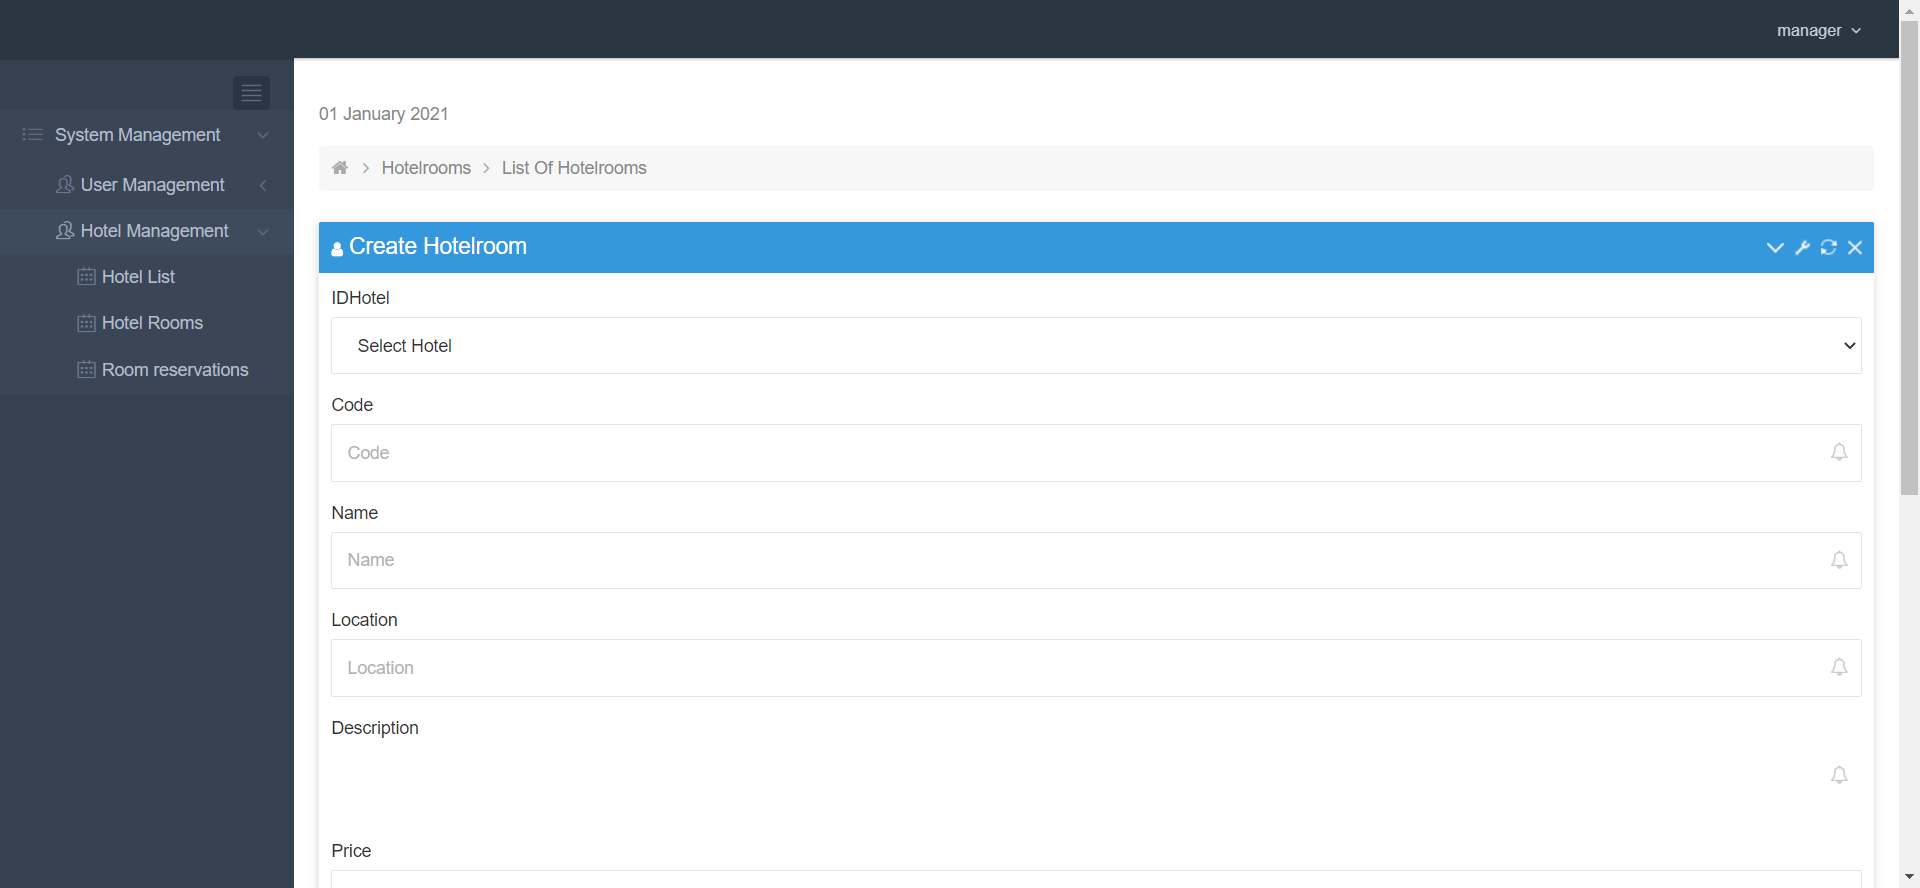 manager
System Management
User Management
Hotel Management
Hotel List
Hotel Rooms
Room reservations
01 January 2021
Hotelrooms List Of Hotelrooms
Create Hotelroom
IDHotel
Select Hotel
Code
Code
Name
Name
Location
Location
Description
Price